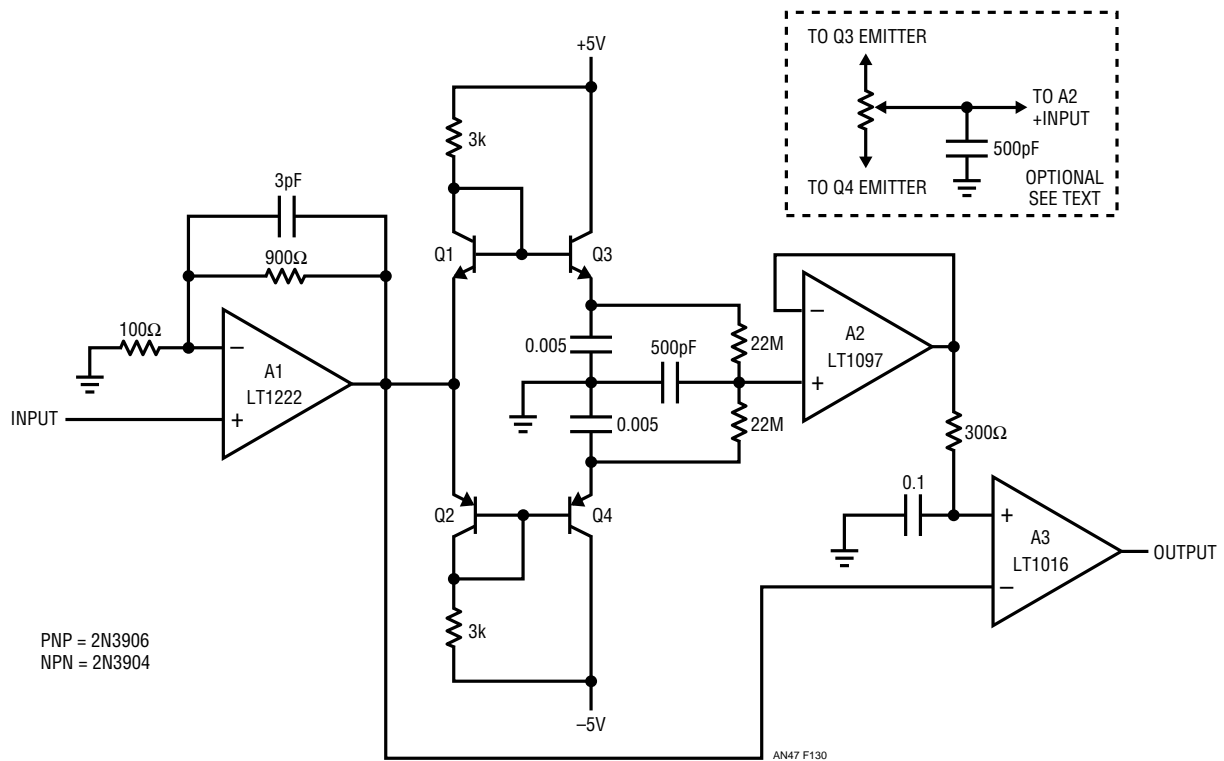 +5V
TO Q3 EMITTER
TO A2
+INPUT
500pF
TO Q4 EMITTER
OPTIONAL
SEE TEXT
3k
3pF
900Ω
Q1
Q3
100Ω
–
A1
LT1222
+
INPUT
0.005
500pF
22M
–
A2
LT1097
+
0.005
22M
300Ω
Q2
Q4
0.1
+
A3
LT1016
–
OUTPUT
3k
PNP = 2N3906
NPN = 2N3904
–5V
AN47 F130